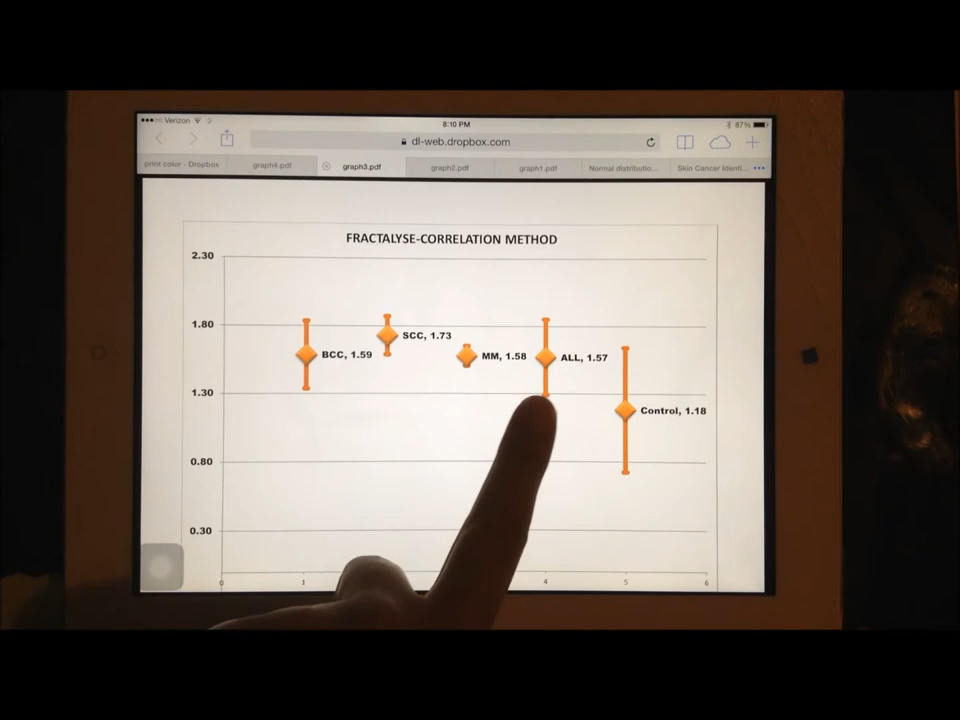 Verizon 8:10 PM 87%
dl-web.dropbox.com
print color - Dropbox graph4.pdf graph3.pdf graph2.pdf graph1.pdf Normal distributio... Skin Cancer Identi...
FRACTALYSE-CORRELATION METHOD
2.30
1.80
SCC, 1.73
BCC, 1.59 MM, 1.58 ALL, 1.57
1.30
Control, 1.18
0.80
0.30
0 1 4 5 6